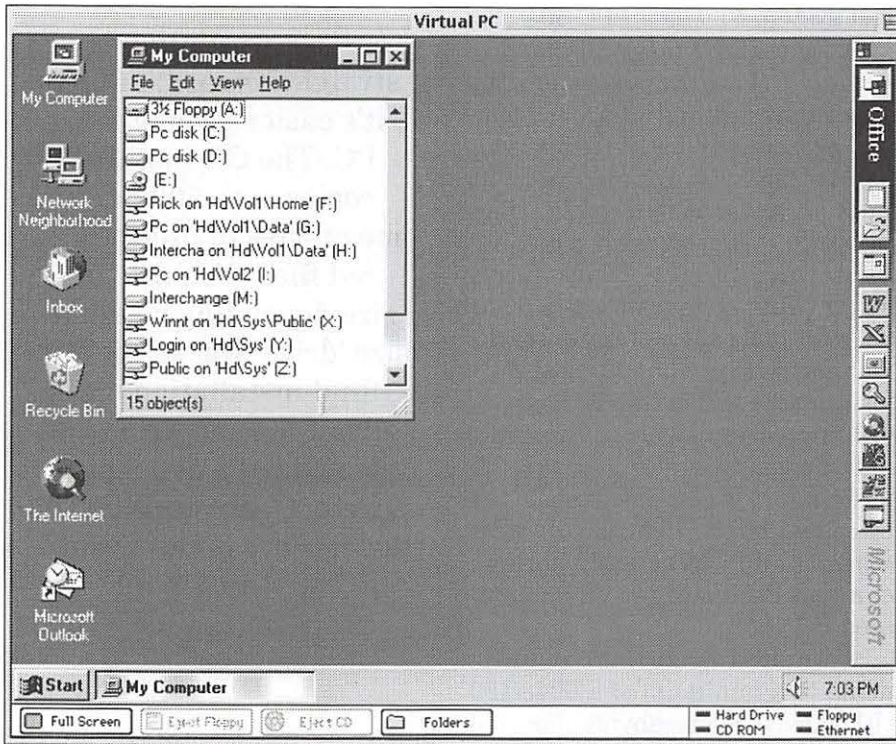 Virtual PC
My Computer
Network
Neighborhood
Inbox
Recycle Bin
The Internet
Microsoft
Outlook
My Computer
File Edit View Help
3½ Floppy (A:)
Pc disk (C:)
Pc disk (D:)
(E:)
Rick on 'Hd\Vol1\Home' (F:)
Pc on 'Hd\Vol1\Data' (G:)
Intercha on 'Hd\Vol1\Data' (H:)
Pc on 'Hd\Vol2' (I:)
Interchange (M:)
Winnt on 'Hd\Sys\Public' (X:)
Login on 'Hd\Sys' (Y:)
Public on 'Hd\Sys' (Z:)
15 object(s)
Office
Microsoft
Start My Computer 7:03 PM
Full Screen Eject Floppy Eject CD Folders
Hard Drive Floppy
CD ROM Ethernet